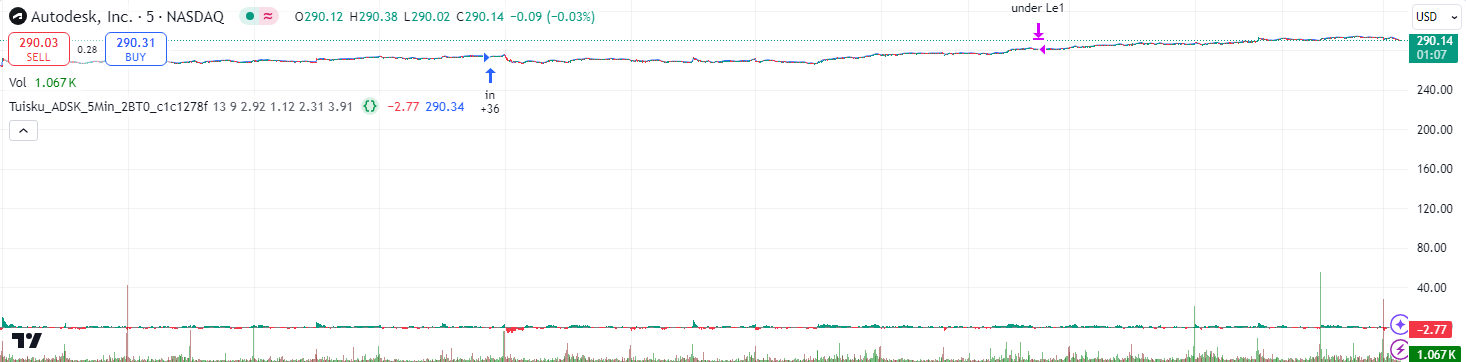 Autodesk, Inc. · 5 · NASDAQ O290.12 H290.38 L290.02 C290.14 −0.09 (−0.03%)
under Le1
USD
290.03
SELL
0.28
290.31
BUY
290.14
01:07
Vol 1.067K
240.00
in
+36
Tuisku_ADSK_5Min_2BT0_c1c1278f 13 9 2.92 1.12 2.31 3.91 {} −2.77 290.34
200.00
160.00
120.00
80.00
40.00
−2.77
1.067K